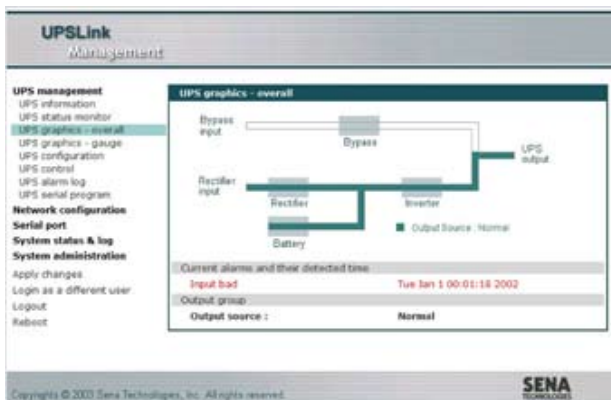 UPSLink
Management
UPS management
UPS information
UPS status monitor
UPS graphics - overall
UPS graphics - gauge
UPS configuration
UPS control
UPS alarm log
UPS serial program
Network configuration
Serial port
System status & log
System administration
Apply changes
Login as a different user
Logout
Reboot
UPS graphics - overall
Bypass
input
Bypass
UPS
output
Rectifier
input
Rectifier
Inverter
Battery
Output Source : Normal
Current alarms and their detected time
Input bad Tue Jan 1 00:01:18 2002
Output group
Output source : Normal
Copyrights © 2003 Sena Technologies, Inc. All rights reserved.
SENA
TECHNOLOGIES